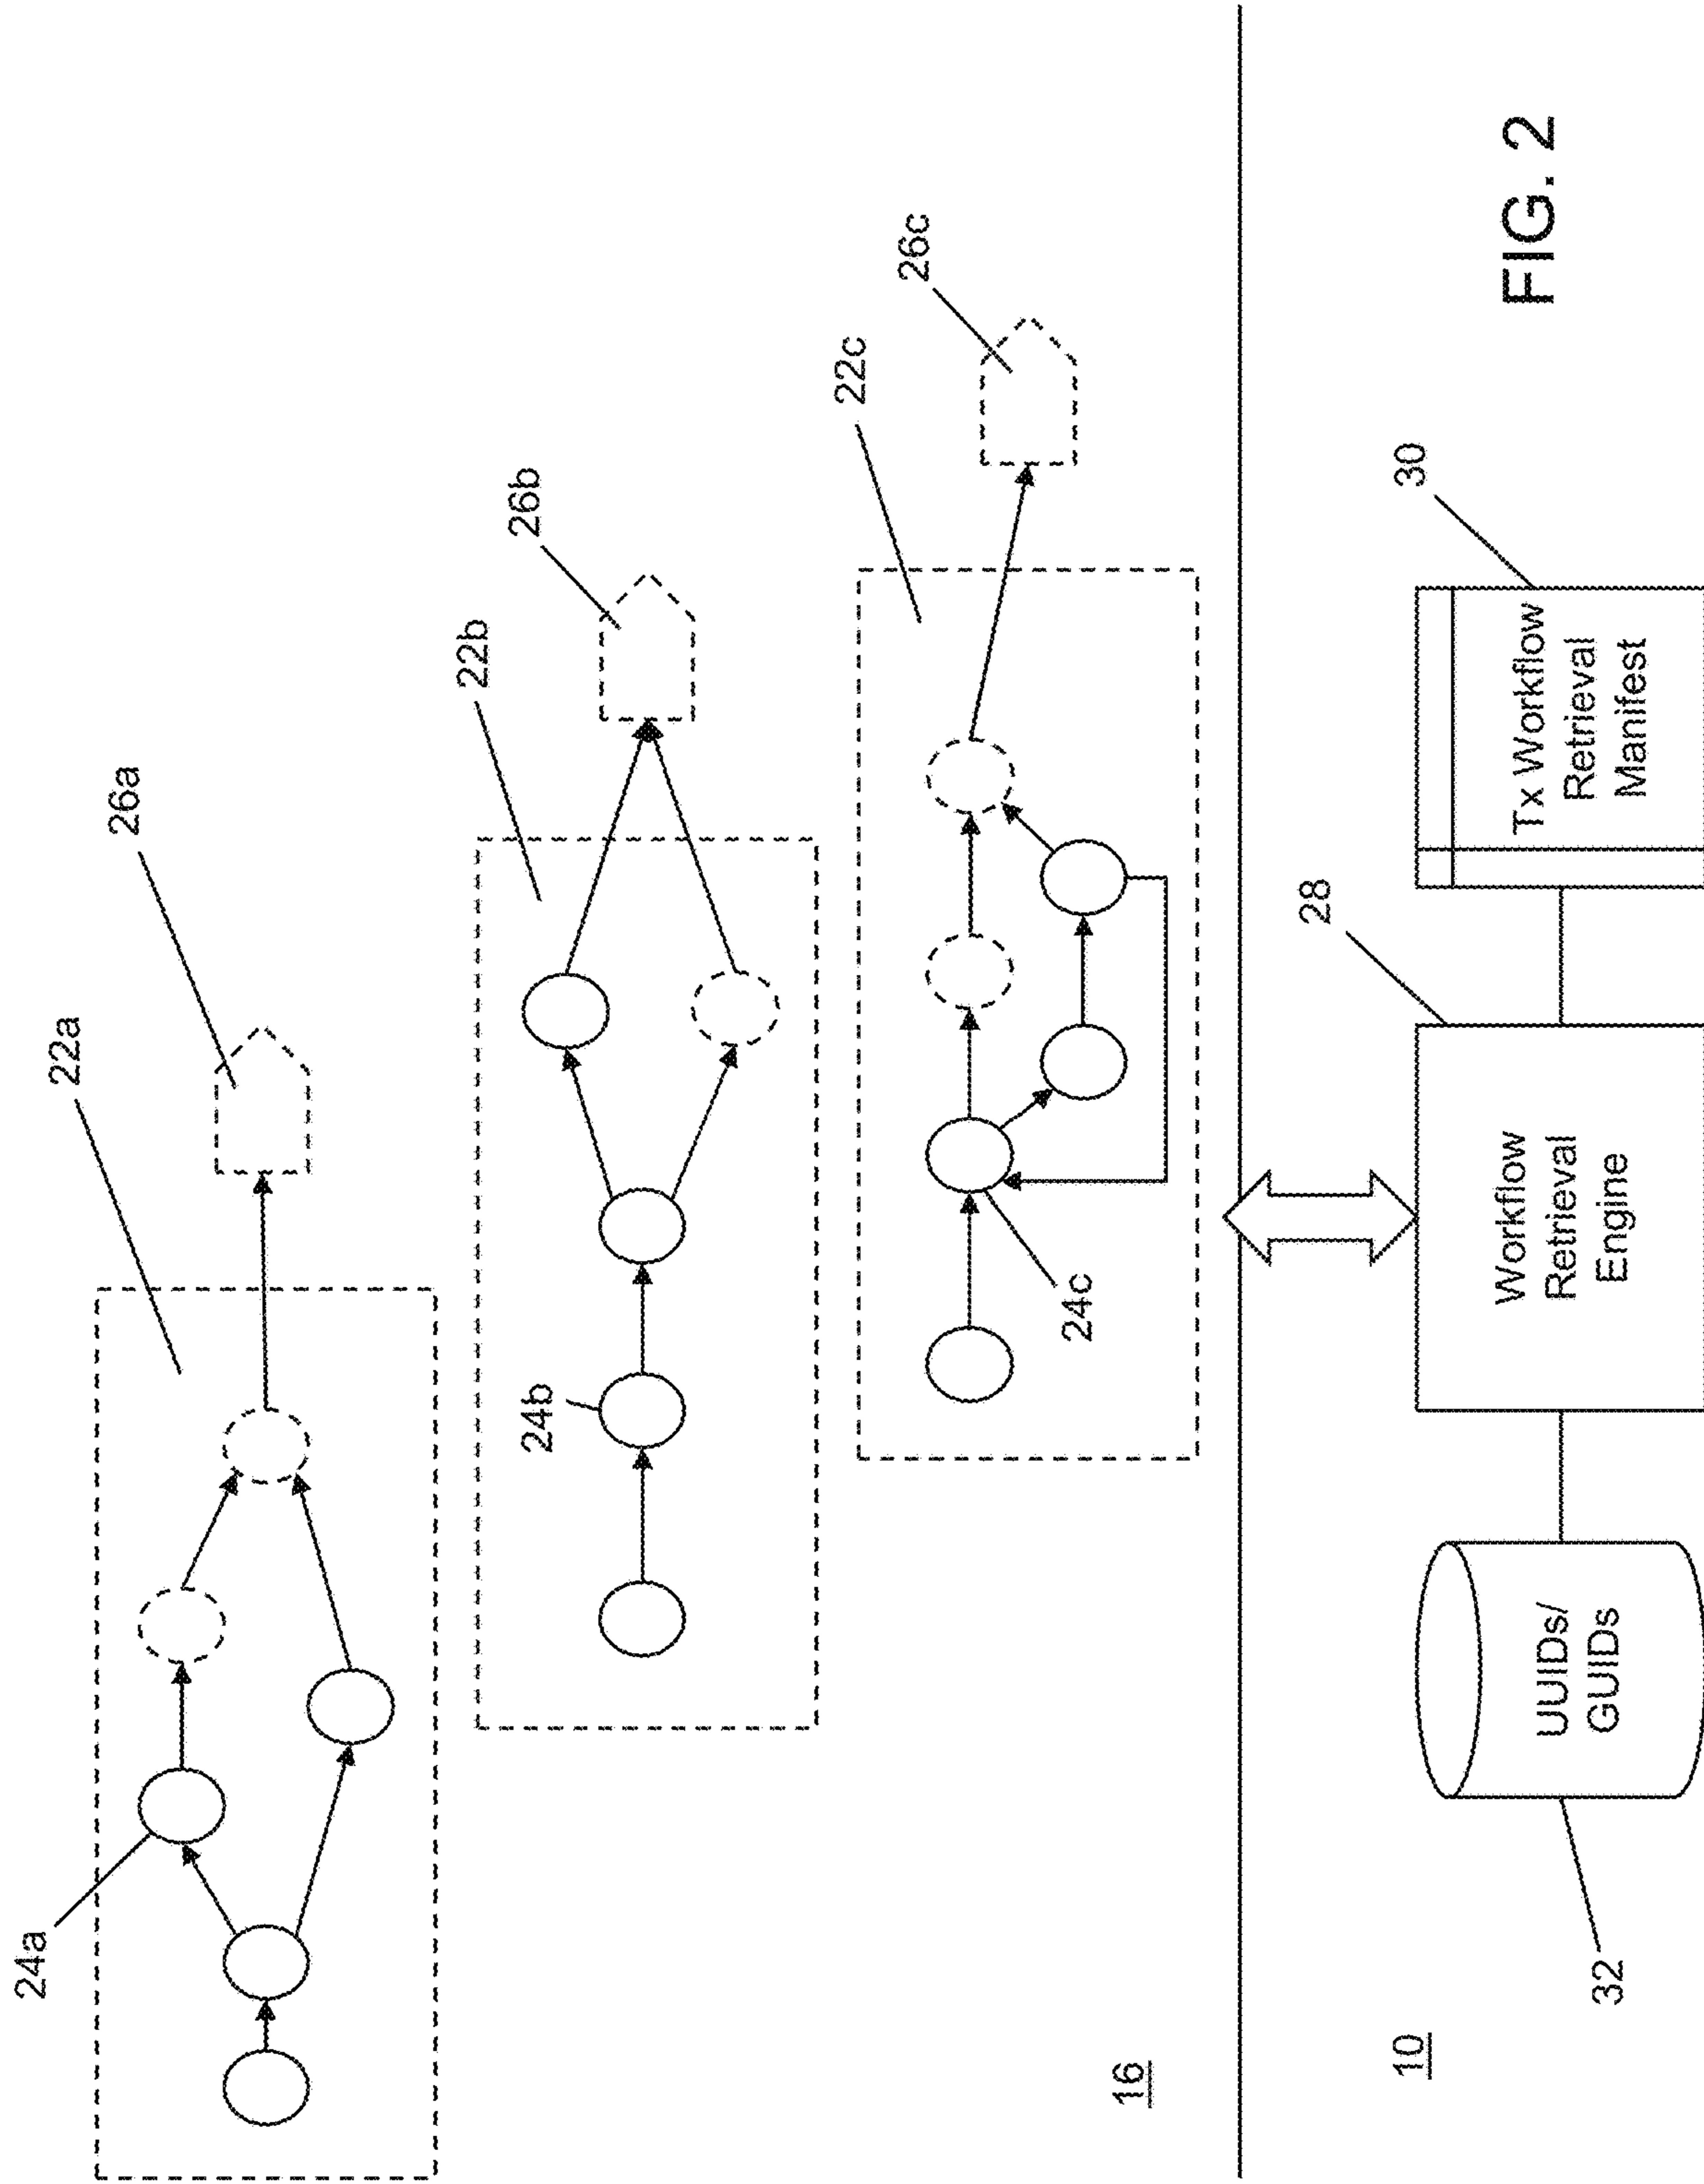 24a
22a
26a
24b
22b
26b
24c
22c
26c
16
10
32
UUIDs/
GUIDs
28
Workflow
Retrieval
Engine
30
Tx Workflow
Retrieval
Manifest
FIG. 2